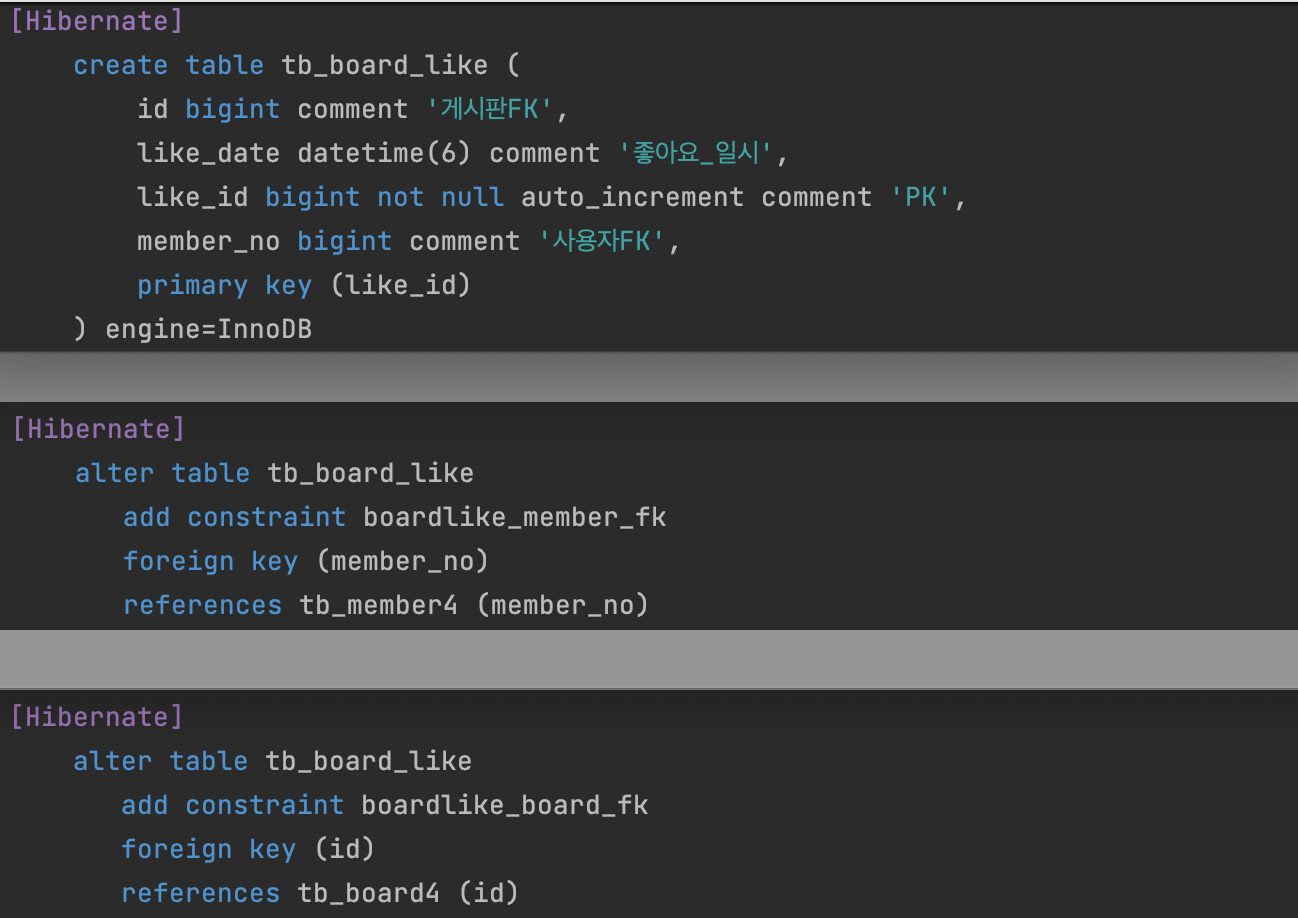 [Hibernate]
create table tb_board_like (
id bigint comment '게시판FK',
like_date datetime(6) comment '좋아요_일시',
like_id bigint not null auto_increment comment 'PK',
member_no bigint comment '사용자FK',
primary key (like_id)
) engine=InnoDB
[Hibernate]
alter table tb_board_like
add constraint boardlike_member_fk
foreign key (member_no)
references tb_member4 (member_no)
[Hibernate]
alter table tb_board_like
add constraint boardlike_board_fk
foreign key (id)
references tb_board4 (id)